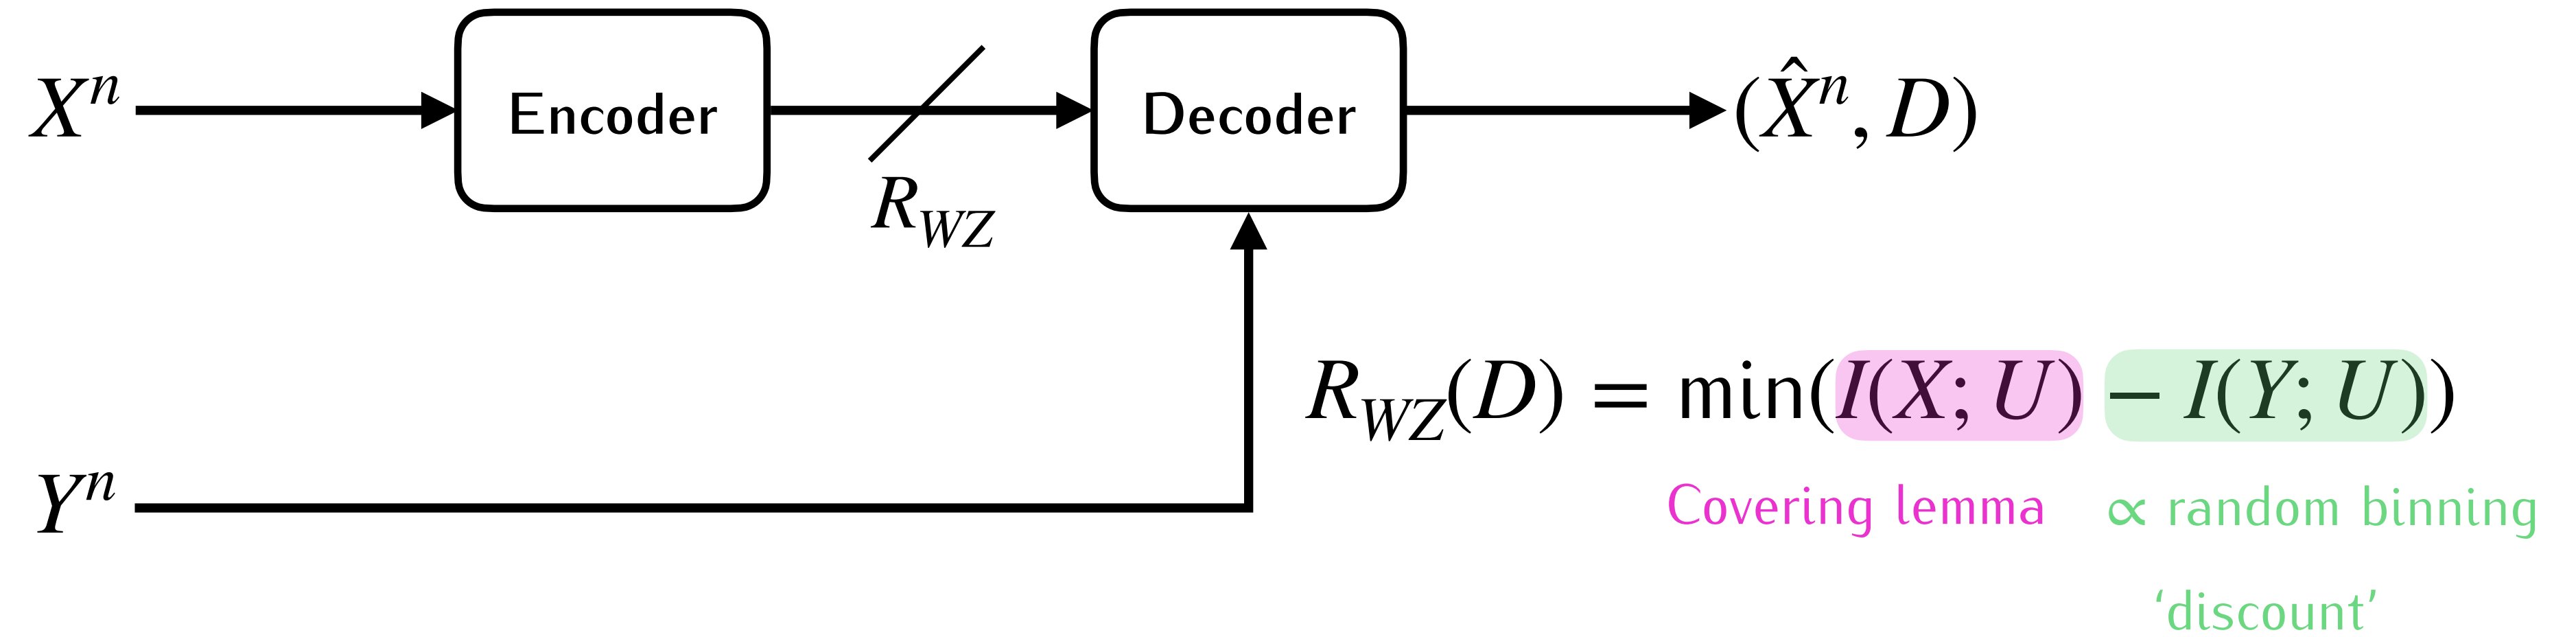 Xⁿ
Encoder
Decoder
(X̂ⁿ, D)
R_WZ
R_WZ(D) = min(I(X; U) − I(Y; U))
Yⁿ
Covering lemma
∝ random binning
‘discount’